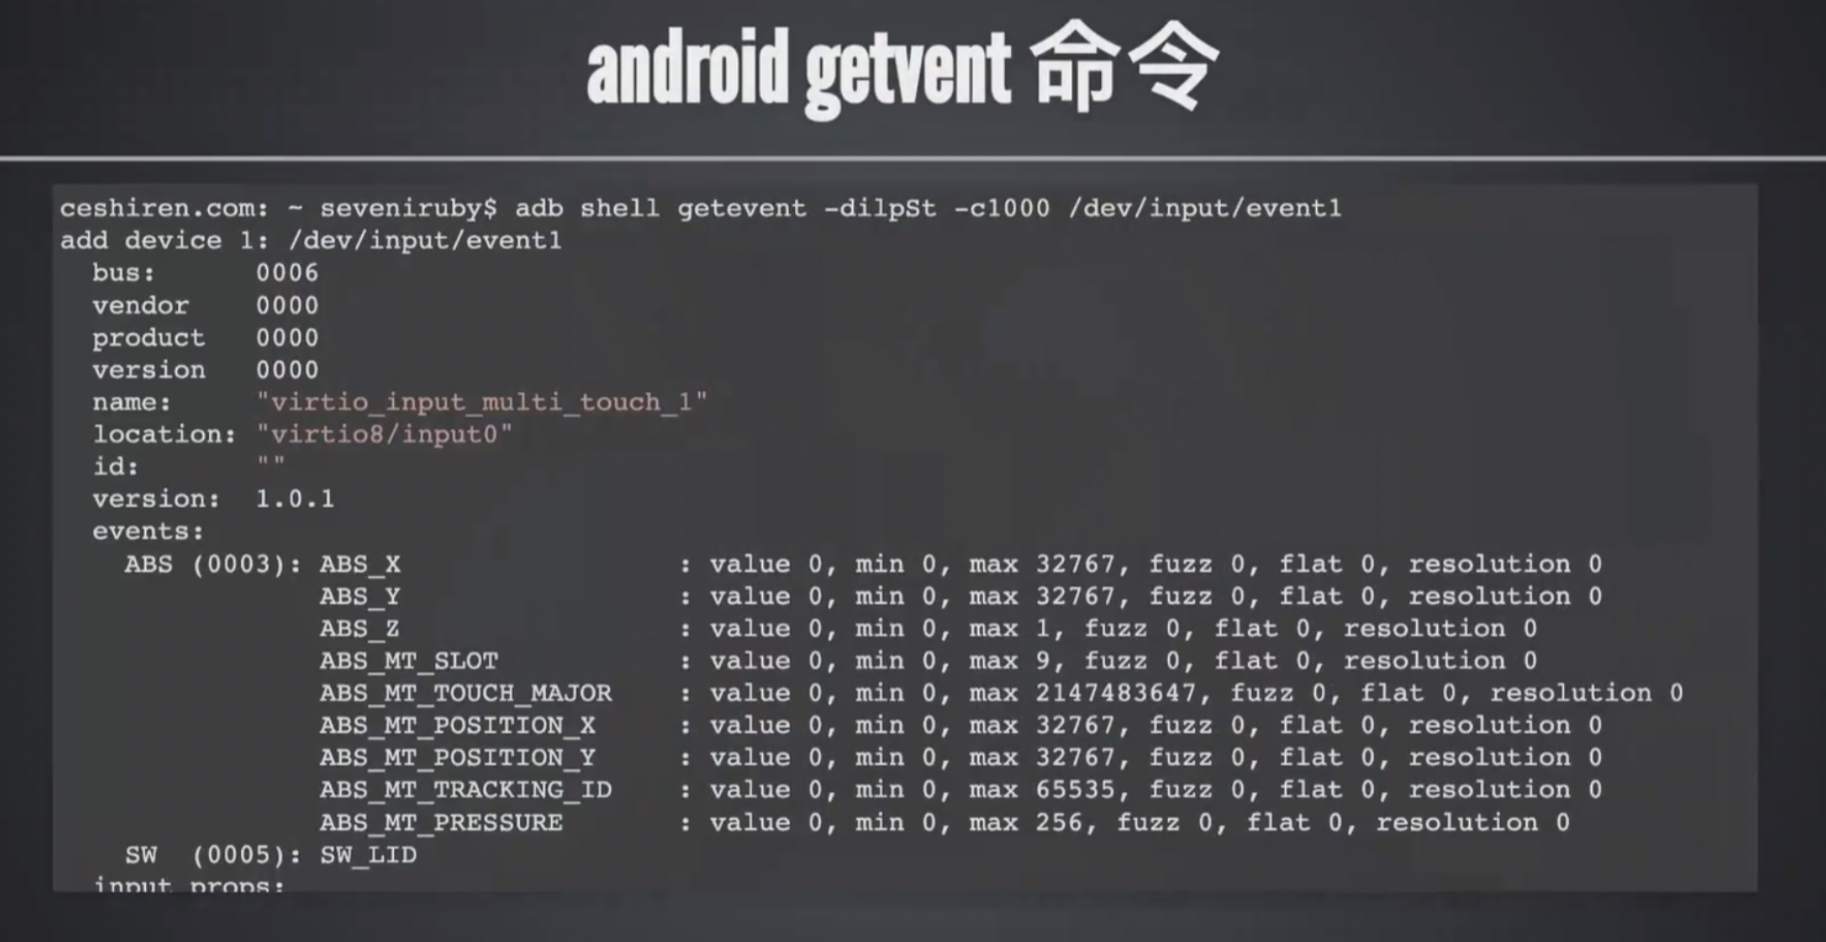 android getvent 命令
ceshiren.com: ~ seveniruby$ adb shell getevent -dilpSt -c1000 /dev/input/event1
add device 1: /dev/input/event1
bus: 0006
vendor 0000
product 0000
version 0000
name: "virtio_input_multi_touch_1"
location: "virtio8/input0"
id: ""
version: 1.0.1
events:
ABS (0003): ABS_X : value 0, min 0, max 32767, fuzz 0, flat 0, resolution 0
ABS_Y : value 0, min 0, max 32767, fuzz 0, flat 0, resolution 0
ABS_Z : value 0, min 0, max 1, fuzz 0, flat 0, resolution 0
ABS_MT_SLOT : value 0, min 0, max 9, fuzz 0, flat 0, resolution 0
ABS_MT_TOUCH_MAJOR : value 0, min 0, max 2147483647, fuzz 0, flat 0, resolution 0
ABS_MT_POSITION_X : value 0, min 0, max 32767, fuzz 0, flat 0, resolution 0
ABS_MT_POSITION_Y : value 0, min 0, max 32767, fuzz 0, flat 0, resolution 0
ABS_MT_TRACKING_ID : value 0, min 0, max 65535, fuzz 0, flat 0, resolution 0
ABS_MT_PRESSURE : value 0, min 0, max 256, fuzz 0, flat 0, resolution 0
SW (0005): SW_LID
input props: